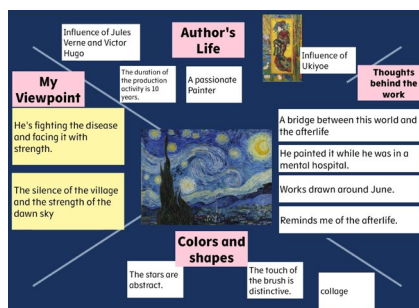 Influence of Jules
Verne and Victor
Hugo
Author's
Life
The duration of
the production
activity is 10
years.
A passionate
Painter
Influence of
Ukiyoe
Thoughts
behind the
work
My
Viewpoint
He's fighting the disease
and facing it with
strength.
The silence of the village
and the strength of the
dawn sky
A bridge between this world and
the afterlife
He painted it while he was in a
mental hospital.
Works drawn around June.
Reminds me of the afterlife.
Colors and
shapes
The stars are
abstract.
The touch of
the brush is
distinctive.
collage